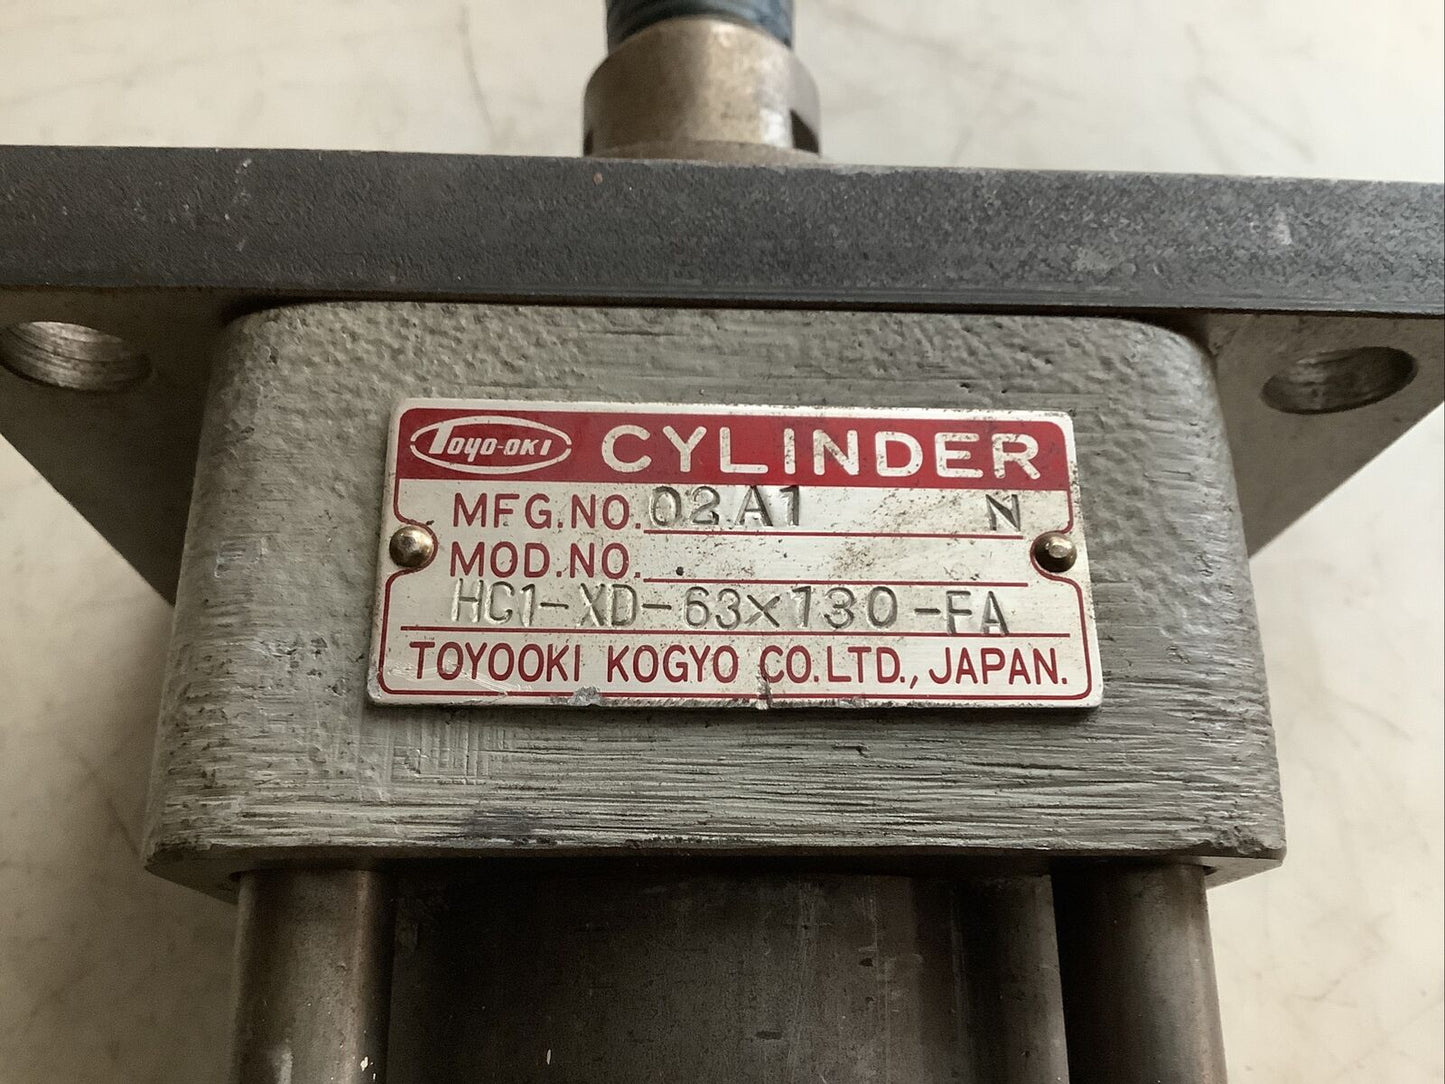 TOYO-OKI CYLINDER
MFG.NO. 02A1 N
MOD.NO.
HC1-XD-63×130-FA
TOYOOKI KOGYO CO.LTD., JAPAN.